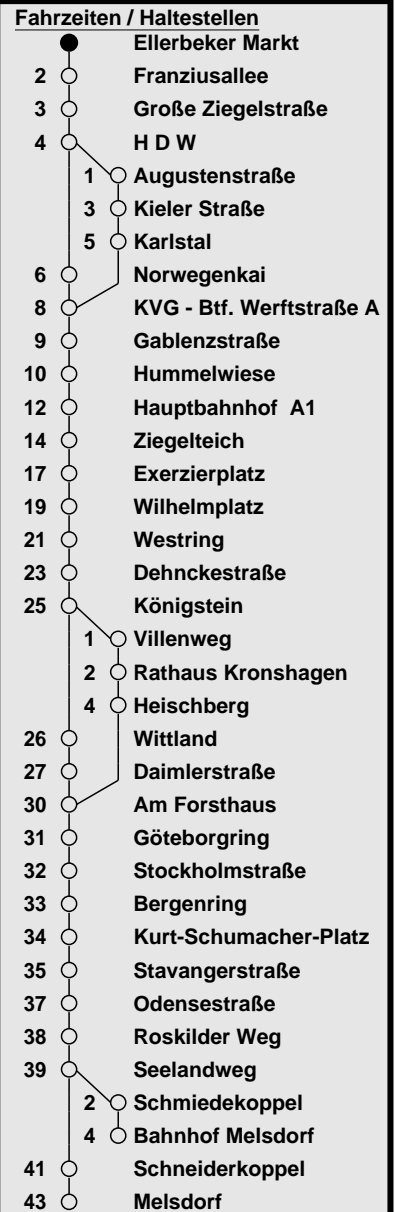 Fahrzeiten / Haltestellen
Ellerbeker Markt
2 Franziusallee
3 Große Ziegelstraße
4 H D W
1 Augustenstraße
3 Kieler Straße
5 Karlstal
6 Norwegenkai
8 KVG - Btf. Werftstraße A
9 Gablenzstraße
10 Hummelwiese
12 Hauptbahnhof A1
14 Ziegelteich
17 Exerzierplatz
19 Wilhelmplatz
21 Westring
23 Dehnckestraße
25 Königstein
1 Villenweg
2 Rathaus Kronshagen
4 Heischberg
26 Wittland
27 Daimlerstraße
30 Am Forsthaus
31 Göteborgring
32 Stockholmstraße
33 Bergenring
34 Kurt-Schumacher-Platz
35 Stavangerstraße
37 Odensestraße
38 Roskilder Weg
39 Seelandweg
2 Schmiedekoppel
4 Bahnhof Melsdorf
41 Schneiderkoppel
43 Melsdorf